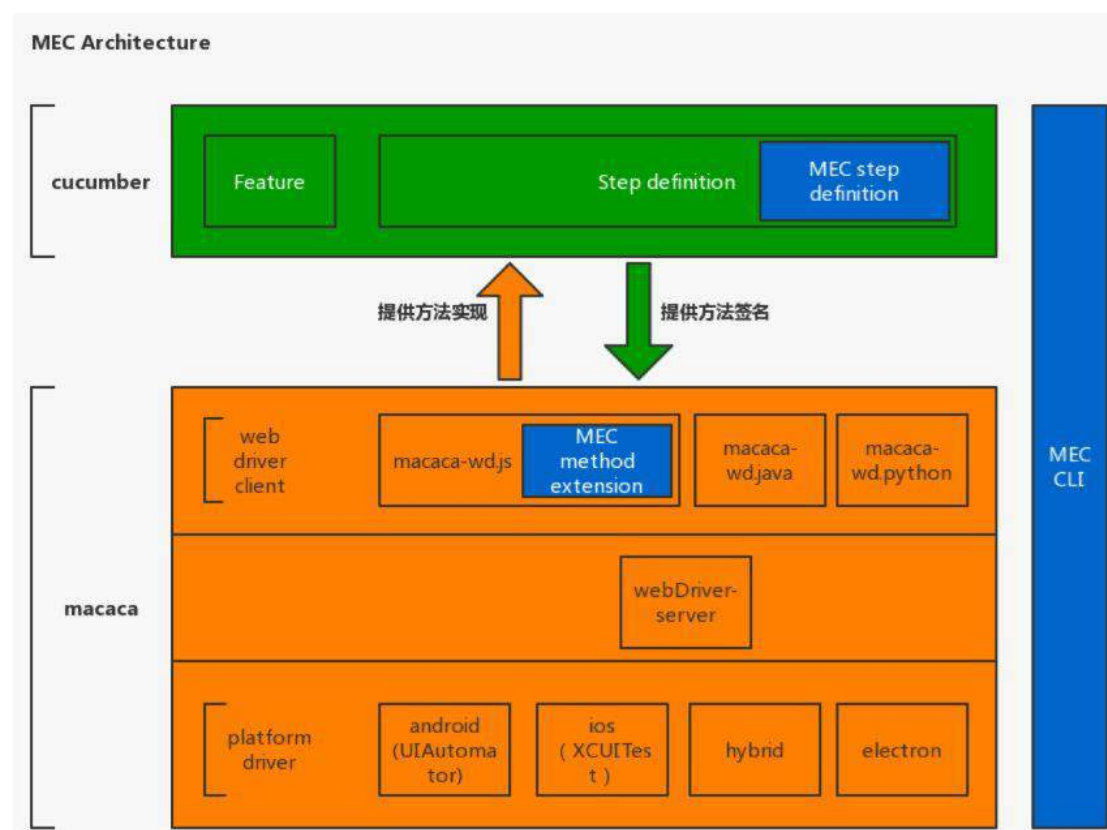 MEC Architecture
cucumber
Feature
Step definition
MEC step
definition
提供方法实现
提供方法签名
web
driver
client
macaca-wd.js
MEC
method
extension
macaca-
wd.java
macaca-
wd.python
MEC
CLI
macaca
webDriver-
server
platform
driver
android
(UIAutoma
tor)
ios
（XCUITes
t）
hybrid
electron